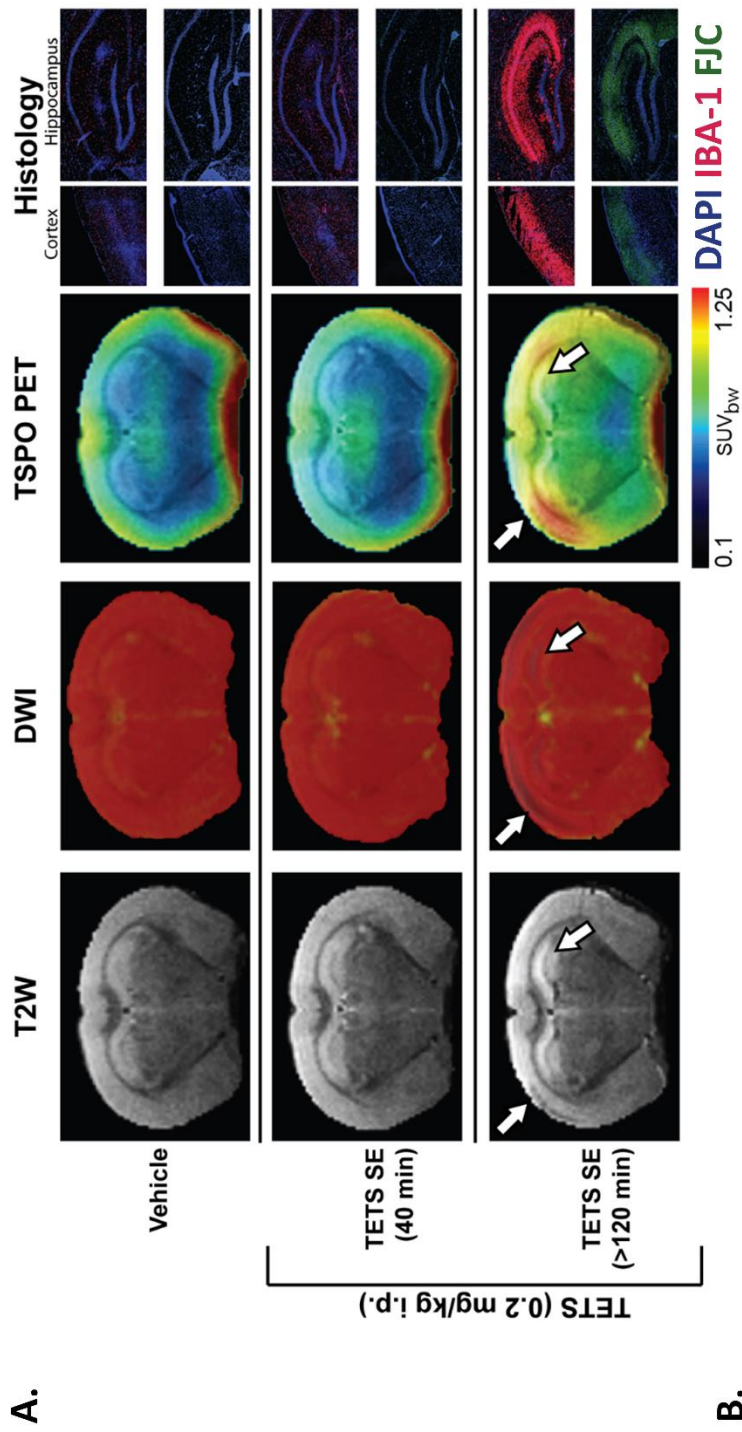 A.
T2W
DWI
TSPO PET
Histology
Cortex
Hippocampus
Vehicle
TETS SE
(40 min)
TETS SE
(>120 min)
TETS (0.2 mg/kg i.p.)
0.1
SUVbw
1.25
DAPI IBA-1 FJC
B.